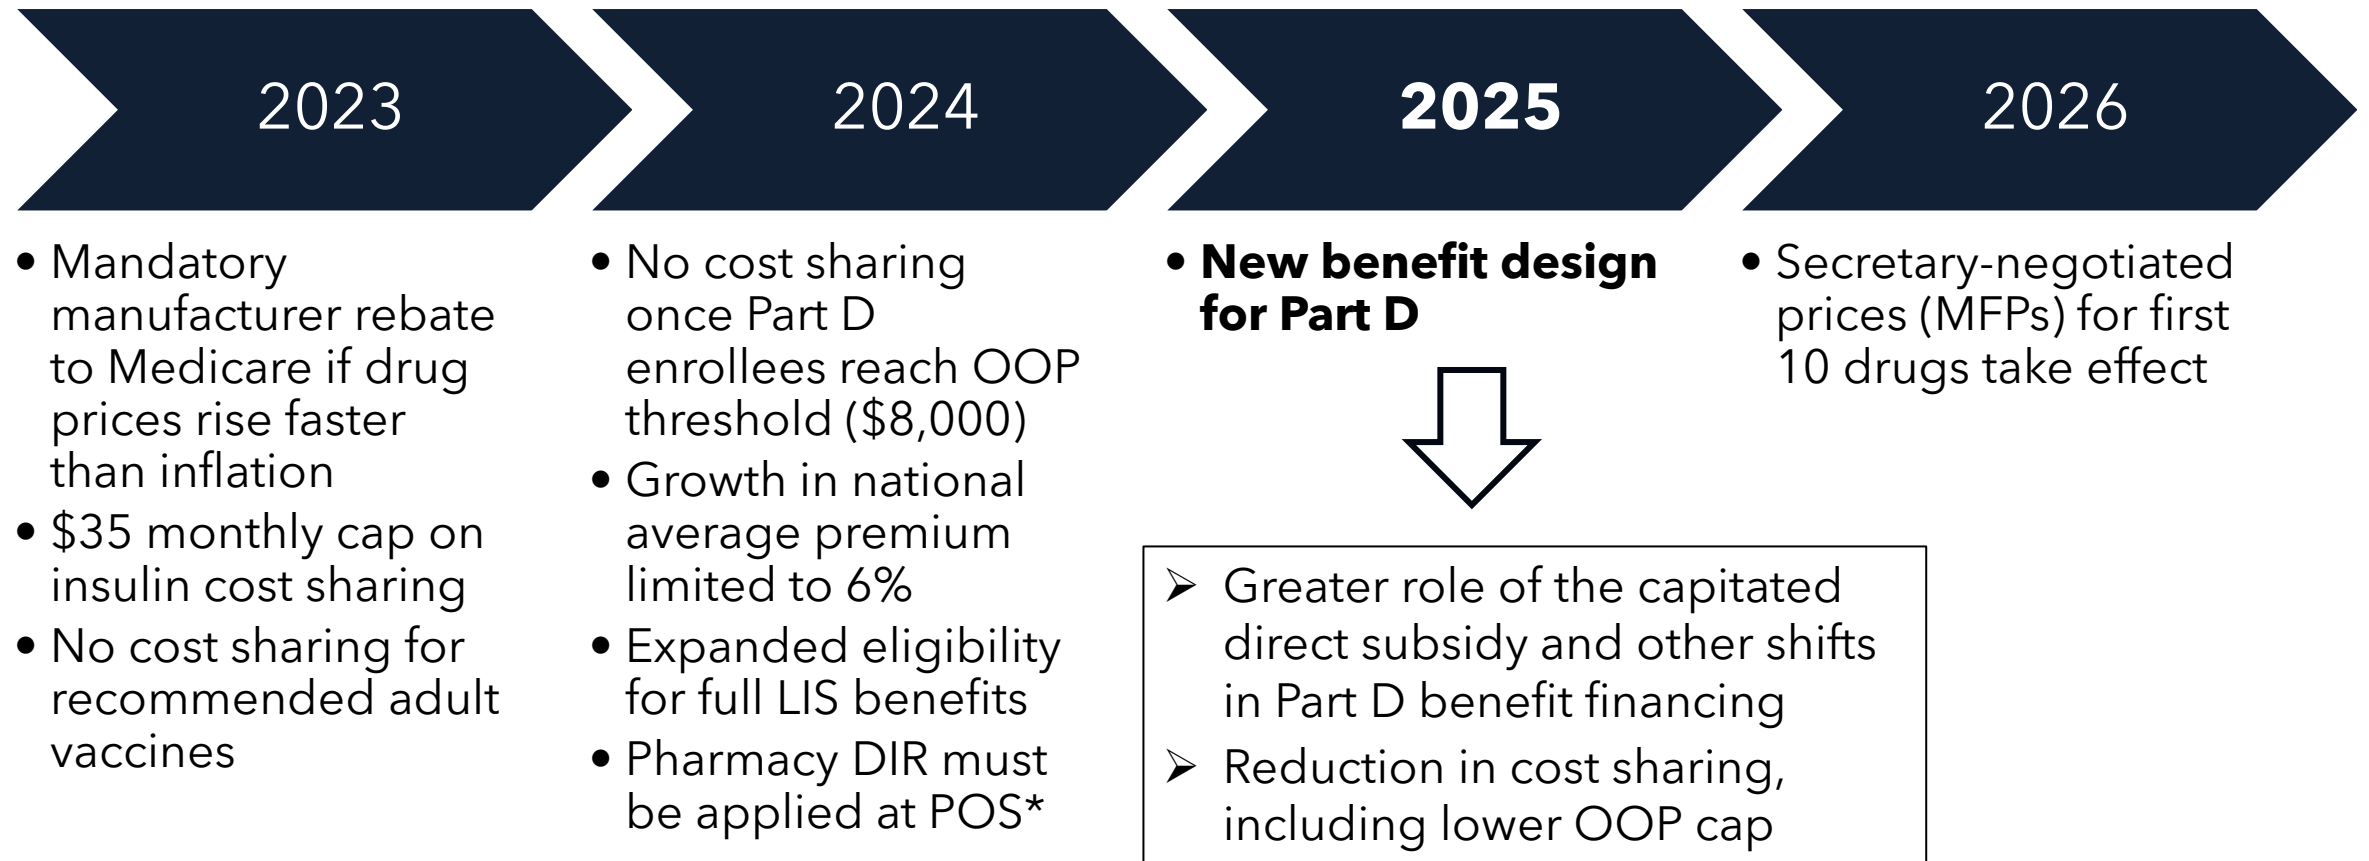 2023
• Mandatory
manufacturer rebate
to Medicare if drug
prices rise faster
than inflation
• $35 monthly cap on
insulin cost sharing
• No cost sharing for
recommended adult
vaccines
2024
• No cost sharing
once Part D
enrollees reach OOP
threshold ($8,000)
• Growth in national
average premium
limited to 6%
• Expanded eligibility
for full LIS benefits
• Pharmacy DIR must
be applied at POS*
2025
• New benefit design
for Part D
➢ Greater role of the capitated
direct subsidy and other shifts
in Part D benefit financing
➢ Reduction in cost sharing,
including lower OOP cap
2026
• Secretary-negotiated
prices (MFPs) for first
10 drugs take effect